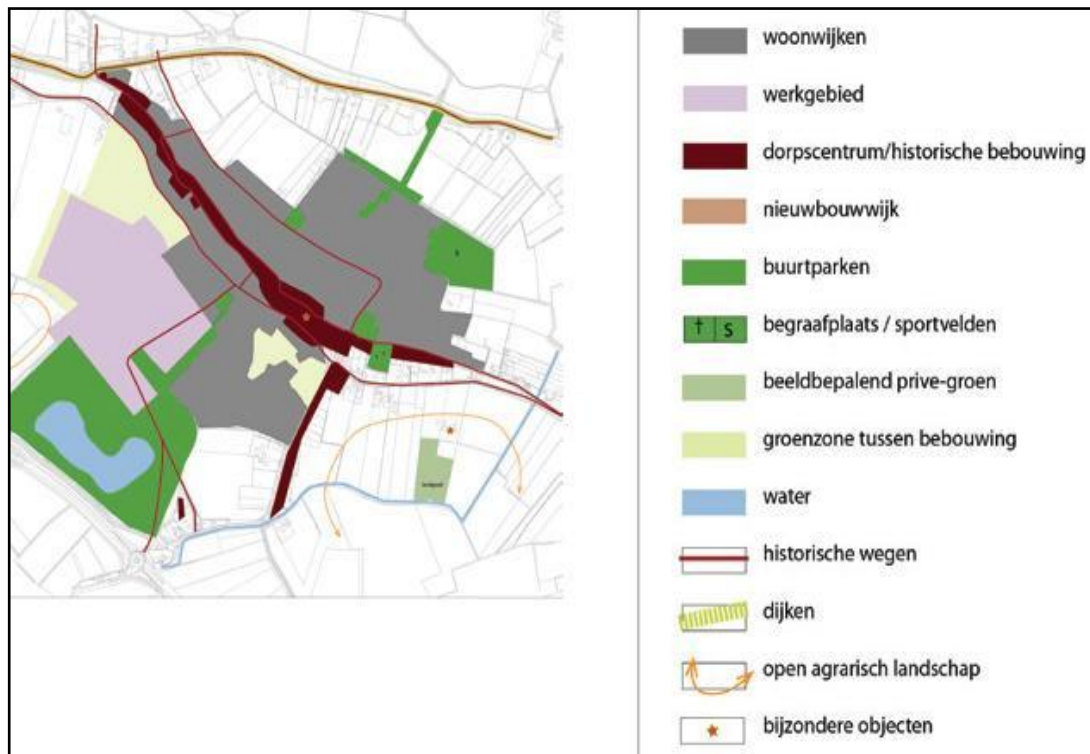 woonwijken
werkgebied
dorpscentrum/historische bebouwing
nieuwbouwwijk
buurtparken
† S
begraafplaats / sportvelden
beeldbepalend prive-groen
groenzone tussen bebouwing
water
historische wegen
dijken
open agrarisch landschap
bijzondere objecten